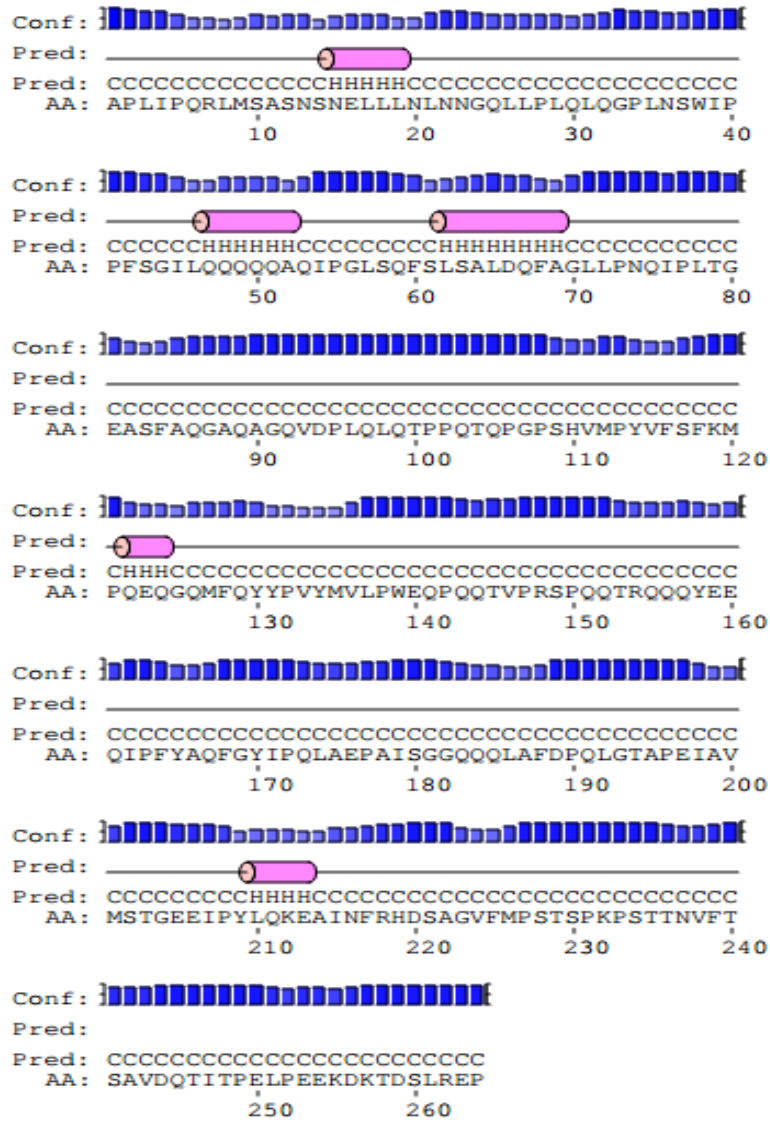 Conf:
Pred:
Pred: CCCCCCCCCCCCCCHHHHHCCCCCCCCCCCCCCCCCCCCC
AA: APLIPQRLMSASNSNELLLNLNNGQLLPLQLQGPLNSWIP
10 20 30 40
Conf:
Pred:
Pred: CCCCCCHHHHHHCCCCCCCCCHHHHHHHHCCCCCCCCCCC
AA: PFSGILQQQQQAQIPGLSQFSLSALDQFAGLLPNQIPLTG
50 60 70 80
Conf:
Pred:
Pred: CCCCCCCCCCCCCCCCCCCCCCCCCCCCCCCCCCCCCCCC
AA: EASFAQGAQAGQVDPLQLQTPPQTQPGPSHVMPYVFSFKM
90 100 110 120
Conf:
Pred:
Pred: CHHHCCCCCCCCCCCCCCCCCCCCCCCCCCCCCCCCCCCC
AA: PQEQGQMFQYYPVYMVLPWEQPQQTVPRSPQQTRQQQYEE
130 140 150 160
Conf:
Pred:
Pred: CCCCCCCCCCCCCCCCCCCCCCCCCCCCCCCCCCCCCCCC
AA: QIPFYAQFGYIPQLAEPAISGGQQQLAFDPQLGTAPEIAV
170 180 190 200
Conf:
Pred:
Pred: CCCCCCCCCHHHHCCCCCCCCCCCCCCCCCCCCCCCCCCC
AA: MSTGEEIPYLQKEAINFRHDSAGVFMPSTSPKPSTTNVFT
210 220 230 240
Conf:
Pred:
Pred: CCCCCCCCCCCCCCCCCCCCCCCC
AA: SAVDQTITPELPEEKDKTDSLREP
250 260